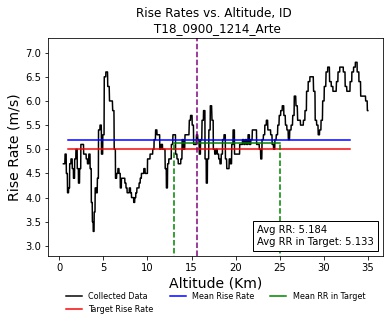 Rise Rates vs. Altitude, ID
T18_0900_1214_Arte
Rise Rate (m/s)
7.0
6.5
6.0
5.5
5.0
4.5
4.0
3.5
3.0
Avg RR: 5.184
Avg RR in Target: 5.133
0 5 10 15 20 25 30 35
Altitude (Km)
Collected Data Mean Rise Rate Mean RR in Target
Target Rise Rate